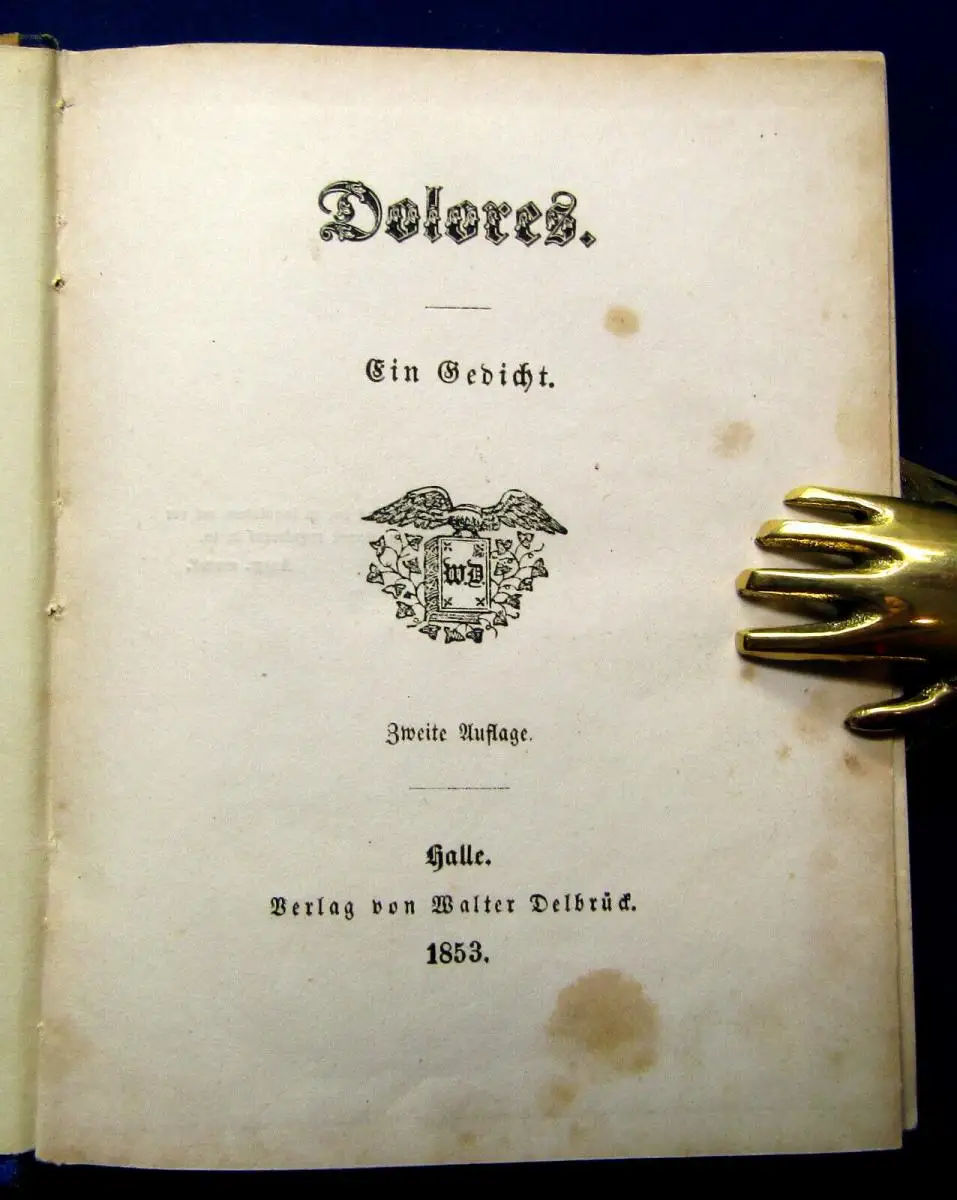 Dolores.
Ein Gedicht.
WD
Zweite Auflage.
Halle.
Verlag von Walter Delbrück.
1853.